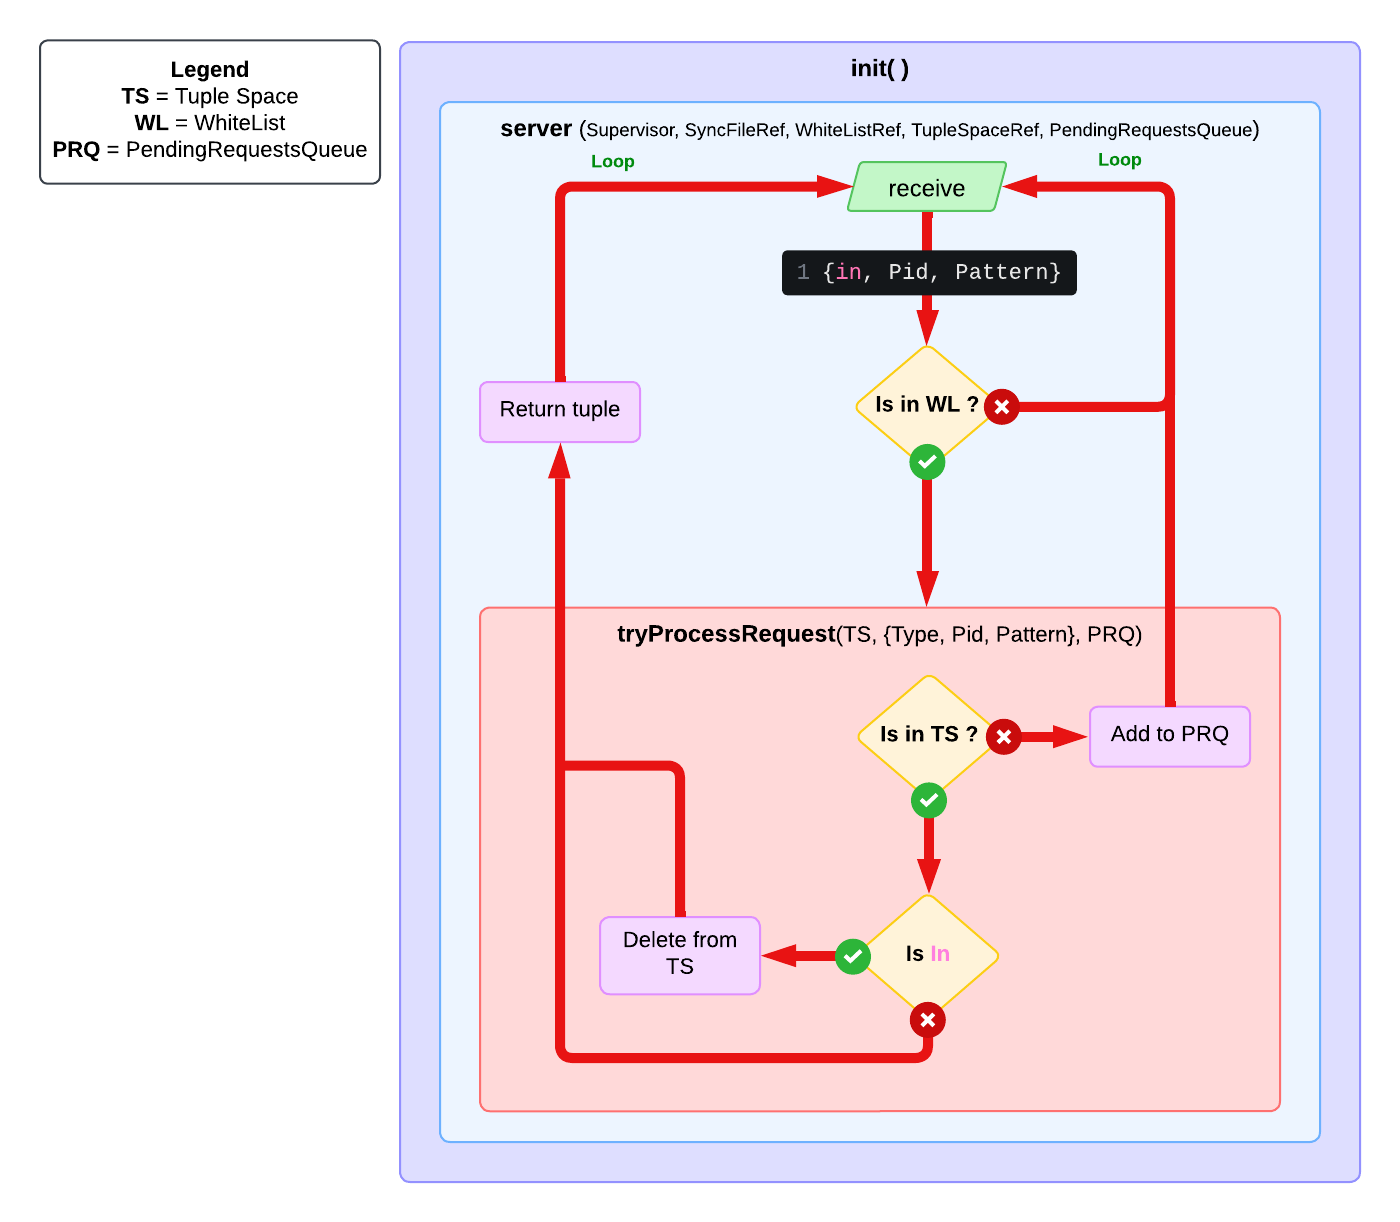 Legend
TS = Tuple Space
WL = WhiteList
PRQ = PendingRequestsQueue
init( )
server (Supervisor, SyncFileRef, WhiteListRef, TupleSpaceRef, PendingRequestsQueue)
Loop
Loop
receive
1 {in, Pid, Pattern}
Return tuple
Is in WL ?
tryProcessRequest(TS, {Type, Pid, Pattern}, PRQ)
Is in TS ?
Add to PRQ
Delete from
TS
Is In